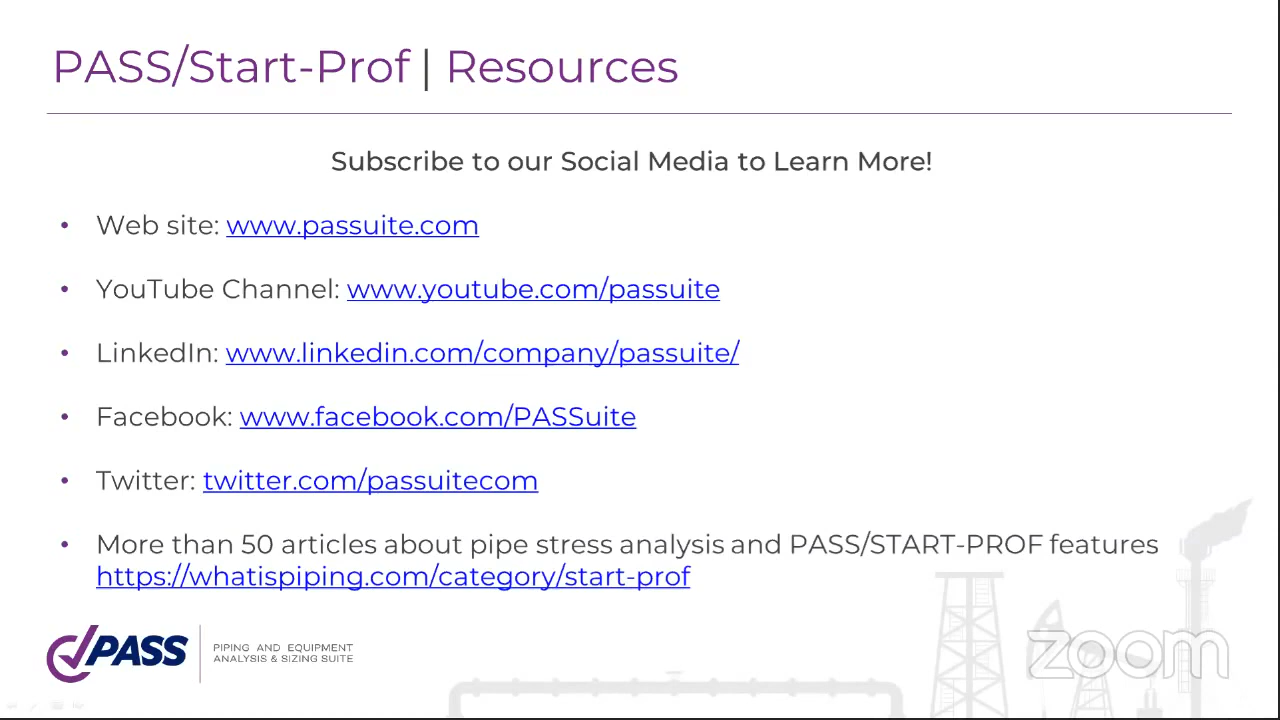 PASS/Start-Prof | Resources
Subscribe to our Social Media to Learn More!
• Web site: www.passuite.com
• YouTube Channel: www.youtube.com/passuite
• LinkedIn: www.linkedin.com/company/passuite/
• Facebook: www.facebook.com/PASSuite
• Twitter: twitter.com/passuitecom
• More than 50 articles about pipe stress analysis and PASS/START-PROF features
https://whatispiping.com/category/start-prof
PASS
PIPING AND EQUIPMENT
ANALYSIS & SIZING SUITE
zoom